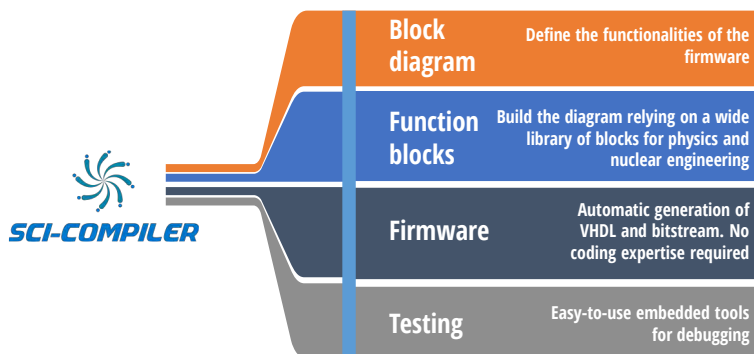 SCI-COMPILER
Block
diagram
Define the functionalities of the
firmware
Function
blocks
Build the diagram relying on a wide
library of blocks for physics and
nuclear engineering
Firmware
Automatic generation of
VHDL and bitstream. No
coding expertise required
Testing
Easy-to-use embedded tools
for debugging